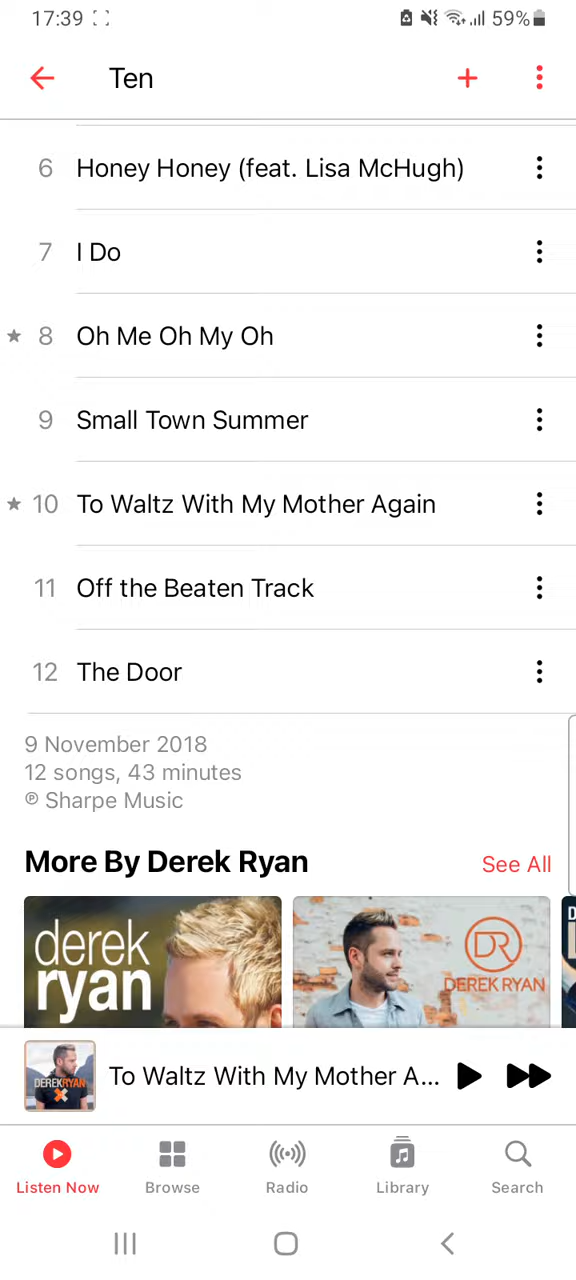 17:39
59%
Ten
6 Honey Honey (feat. Lisa McHugh)
7 I Do
8 Oh Me Oh My Oh
9 Small Town Summer
10 To Waltz With My Mother Again
11 Off the Beaten Track
12 The Door
9 November 2018
12 songs, 43 minutes
℗ Sharpe Music
More By Derek Ryan
See All
derek
ryan
DR
DEREK RYAN
DEREKRYAN
To Waltz With My Mother A...
Listen Now
Browse
Radio
Library
Search